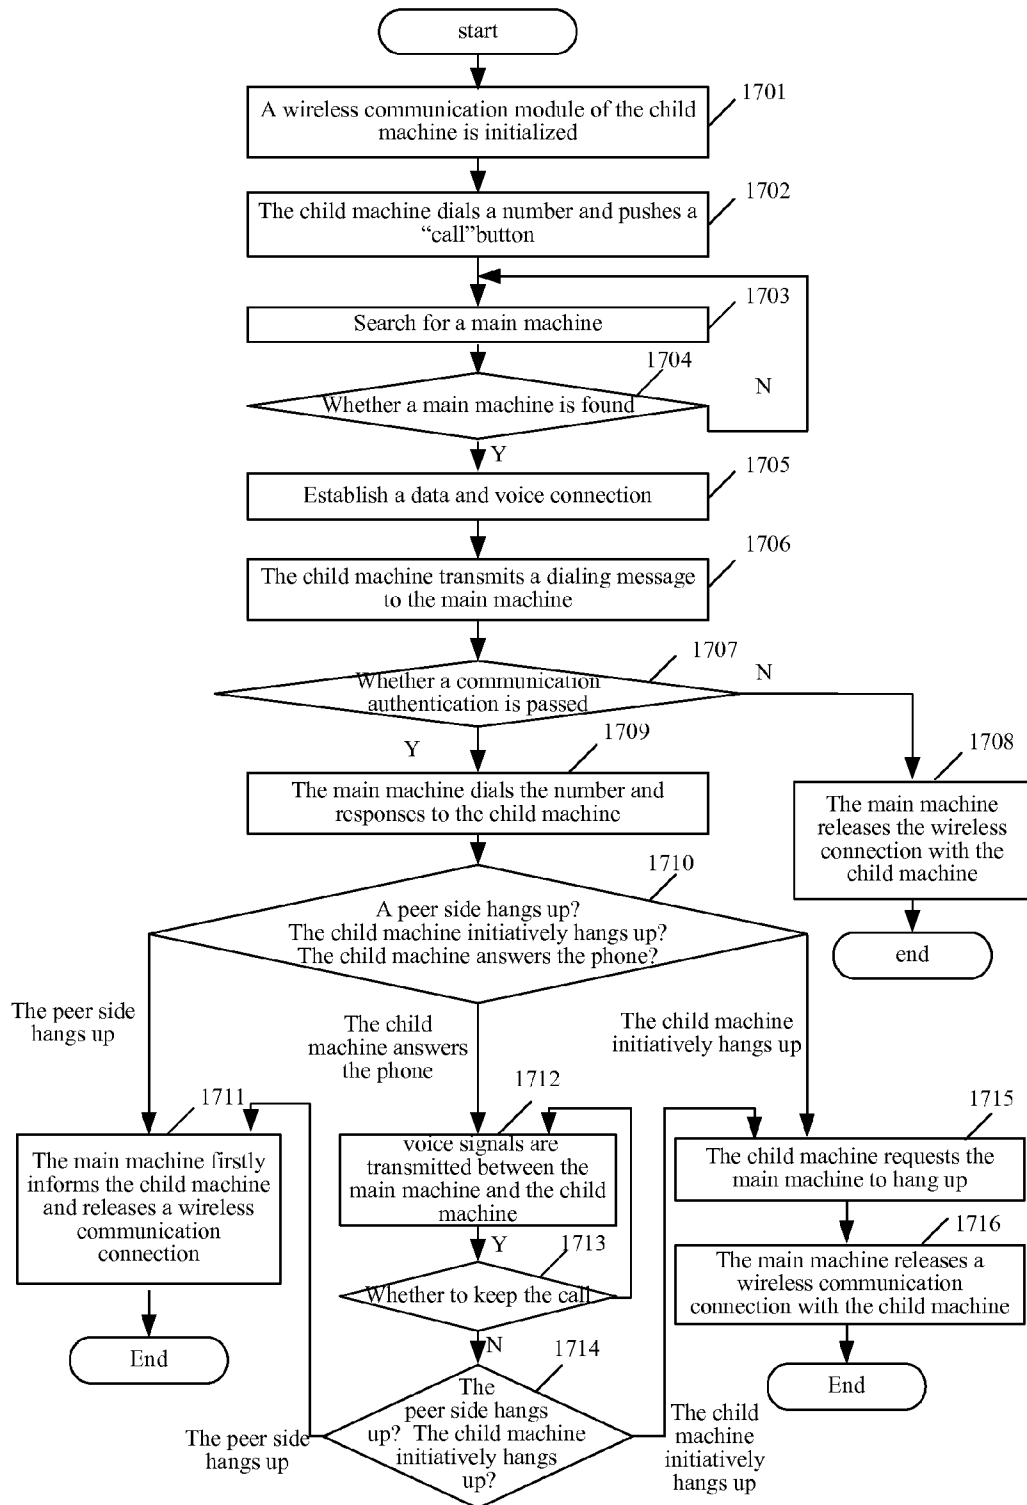 start
1701
A wireless communication module of the child
machine is initialized
1702
The child machine dials a number and pushes a
“call”button
1703
Search for a main machine
1704
Whether a main machine is found
N
Y
1705
Establish a data and voice connection
1706
The child machine transmits a dialing message
to the main machine
1707
Whether a communication
authentication is passed
N
Y
1709
The main machine dials the number and
responses to the child machine
1708
The main machine
releases the wireless
connection with the
child machine
end
1710
A peer side hangs up?
The child machine initiatively hangs up?
The child machine answers the phone?
The peer side
hangs up
The child
machine answers
the phone
The child machine
initiatively hangs up
1711
The main machine firstly
informs the child machine
and releases a wireless
communication
connection
End
1712
voice signals are
transmitted between the
main machine and the child
machine
Y
1713
Whether to keep the call
N
1714
The
peer side hangs
up? The child machine
initiatively hangs
up?
The peer side
hangs up
The child
machine
initiatively
hangs up
1715
The child machine requests the
main machine to hang up
1716
The main machine releases a
wireless communication
connection with the child machine
End